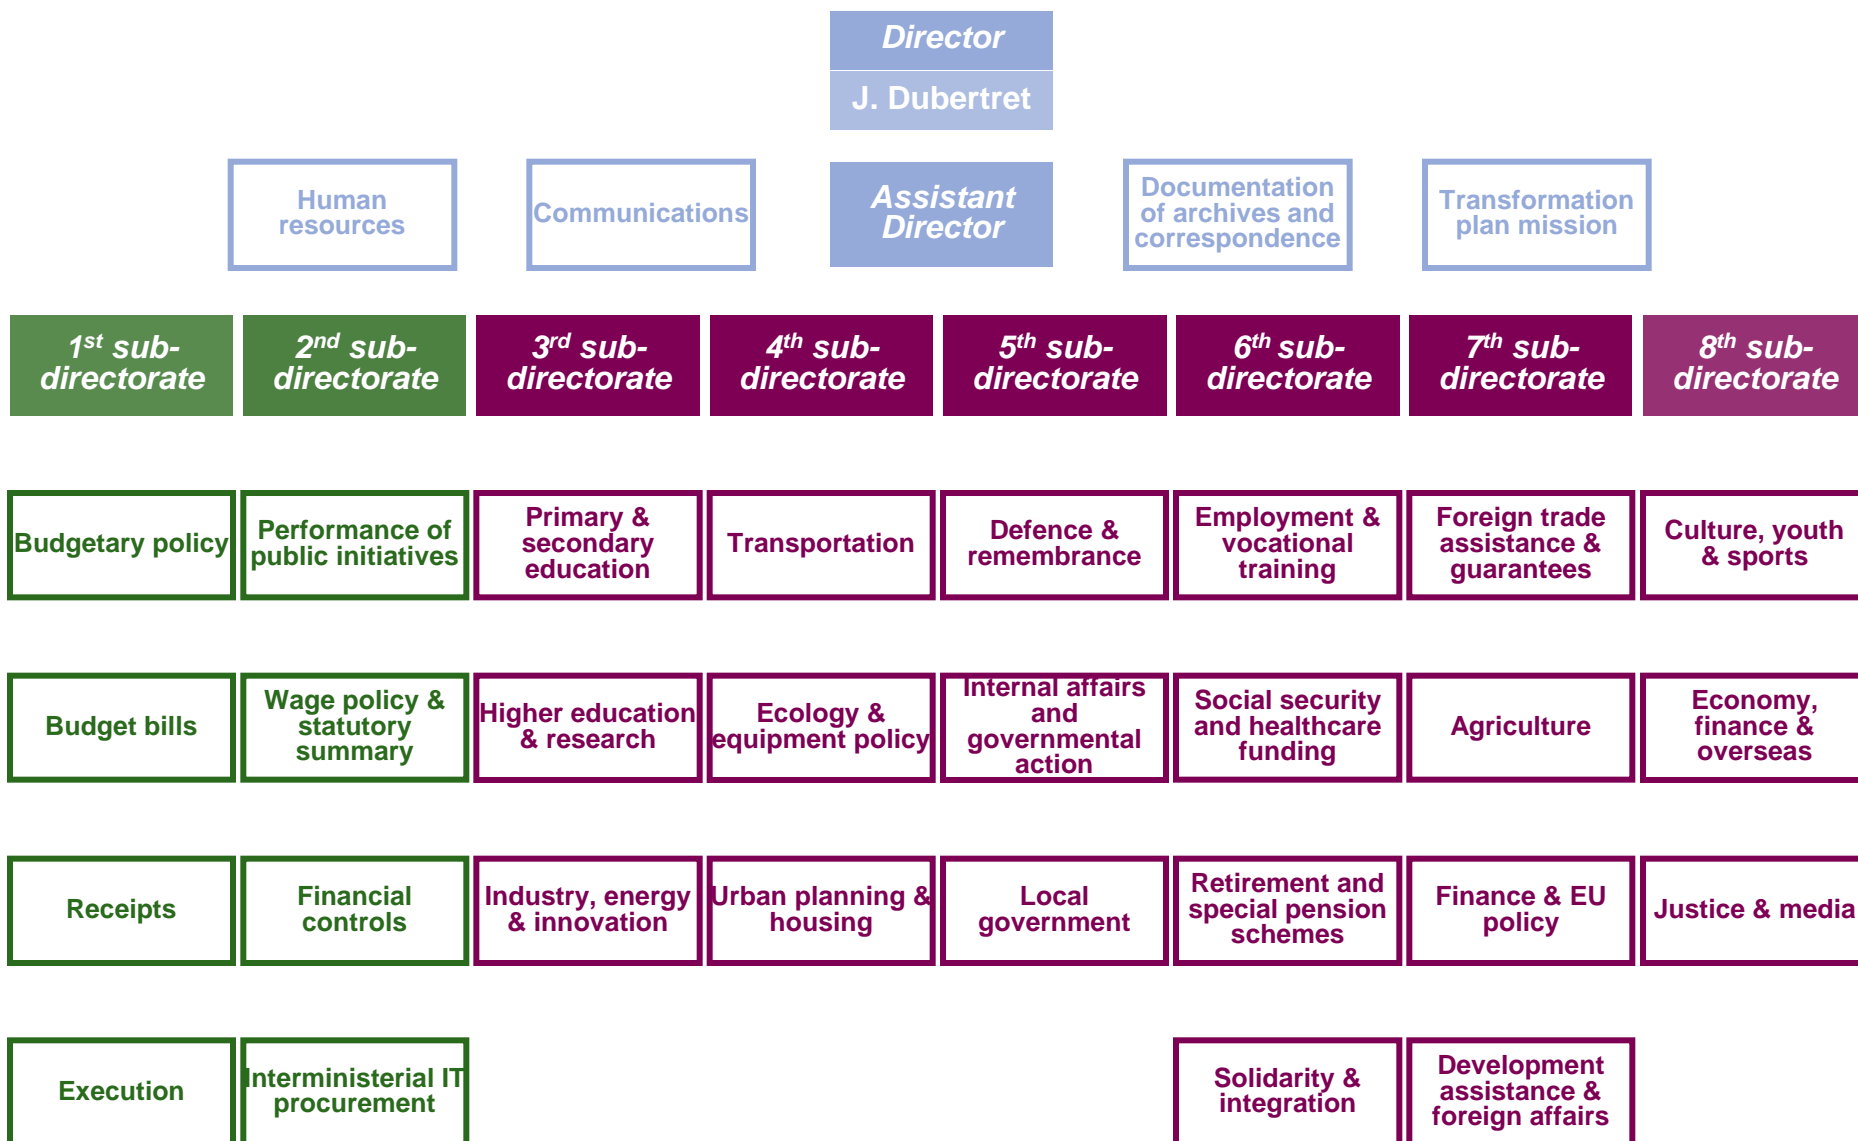 Director
J. Dubertret
Human
resources
Communications
Assistant
Director
Documentation
of archives and
correspondence
Transformation
plan mission
1st sub-
directorate
2nd sub-
directorate
3rd sub-
directorate
4th sub-
directorate
5th sub-
directorate
6th sub-
directorate
7th sub-
directorate
8th sub-
directorate
Budgetary policy
Performance of
public initiatives
Primary &
secondary
education
Transportation
Defence &
remembrance
Employment &
vocational
training
Foreign trade
assistance &
guarantees
Culture, youth
& sports
Budget bills
Wage policy &
statutory
summary
Higher education
& research
Ecology &
equipment policy
Internal affairs
and
governmental
action
Social security
and healthcare
funding
Agriculture
Economy,
finance &
overseas
Receipts
Financial
controls
Industry, energy
& innovation
Urban planning &
housing
Local
government
Retirement and
special pension
schemes
Finance & EU
policy
Justice & media
Execution
Interministerial IT
procurement
Solidarity &
integration
Development
assistance &
foreign affairs